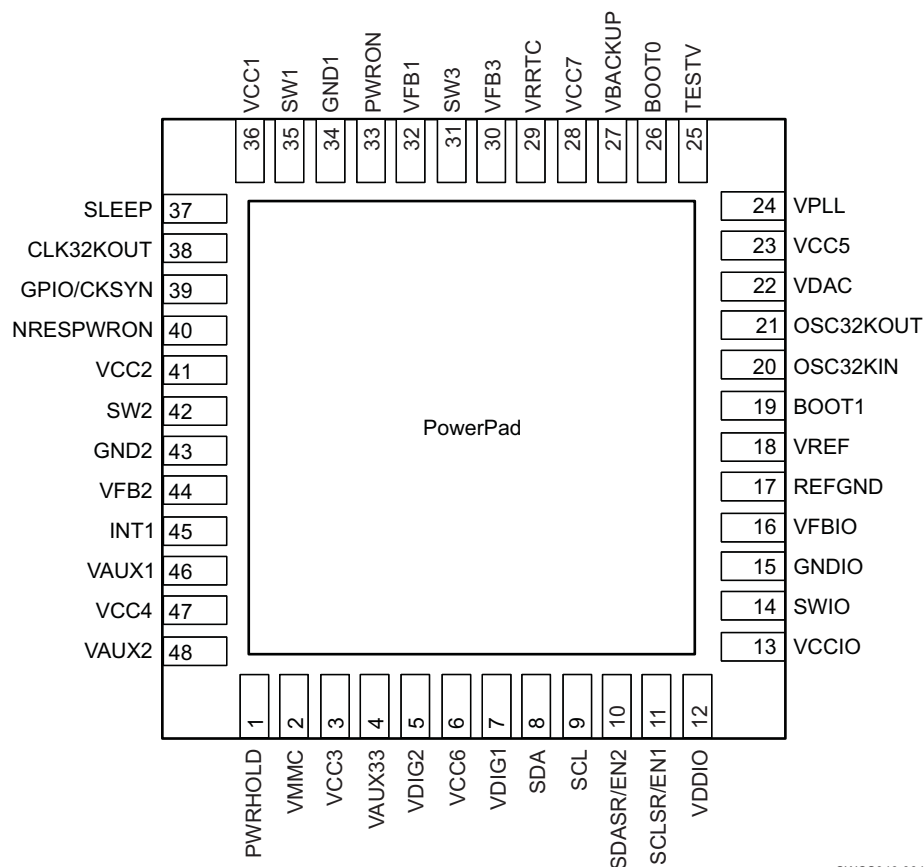 VCC1
SW1
GND1
PWRON
VFB1
SW3
VFB3
VRRTC
VCC7
VBACKUP
BOOT0
TESTV
36
35
34
33
32
31
30
29
28
27
26
25
SLEEP 37
CLK32KOUT 38
GPIO/CKSYN 39
NRESPWRON 40
VCC2 41
SW2 42
GND2 43
VFB2 44
INT1 45
VAUX1 46
VCC4 47
VAUX2 48
PowerPad
24 VPLL
23 VCC5
22 VDAC
21 OSC32KOUT
20 OSC32KIN
19 BOOT1
18 VREF
17 REFGND
16 VFBIO
15 GNDIO
14 SWIO
13 VCCIO
1
2
3
4
5
6
7
8
9
10
11
12
PWRHOLD
VMMC
VCC3
VAUX33
VDIG2
VCC6
VDIG1
SDA
SCL
SDASR/EN2
SCLSR/EN1
VDDIO